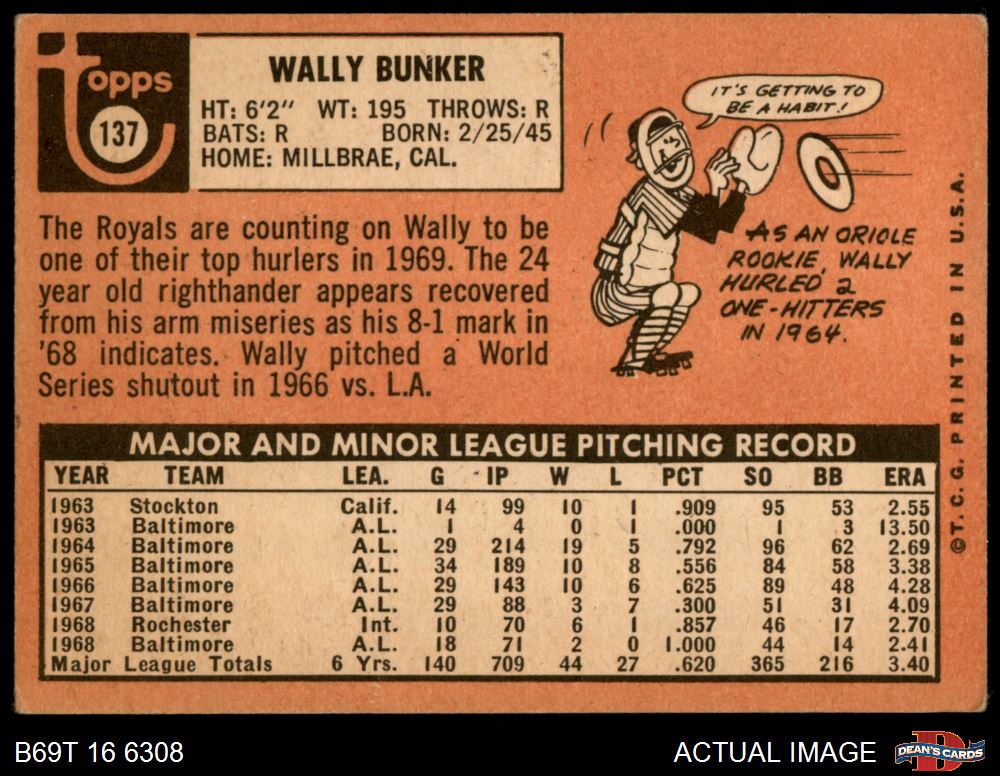 topps
137
WALLY BUNKER
HT: 6'2" WT: 195 THROWS: R
BATS: R BORN: 2/25/45
HOME: MILLBRAE, CAL.
The Royals are counting on Wally to be
one of their top hurlers in 1969. The 24
year old righthander appears recovered
from his arm miseries as his 8-1 mark in
'68 indicates. Wally pitched a World
Series shutout in 1966 vs. L.A.
IT'S GETTING TO
BE A HABIT!
AS AN ORIOLE
ROOKIE, WALLY
HURLED 2
ONE-HITTERS
IN 1964.
©T. C. G. PRINTED IN U.S.A.
MAJOR AND MINOR LEAGUE PITCHING RECORD
YEAR TEAM LEA. G IP W L PCT SO BB ERA
1963 Stockton Calif. 14 99 10 1 .909 95 53 2.55
1963 Baltimore A.L. 1 4 0 1 .000 1 3 13.50
1964 Baltimore A.L. 29 214 19 5 .792 96 62 2.69
1965 Baltimore A.L. 34 189 10 8 .556 84 58 3.38
1966 Baltimore A.L. 29 143 10 6 .625 89 48 4.28
1967 Baltimore A.L. 29 88 3 7 .300 51 31 4.09
1968 Rochester Int. 10 70 6 1 .857 46 17 2.70
1968 Baltimore A.L. 18 71 2 0 1.000 44 14 2.41
Major League Totals 6 Yrs. 140 709 44 27 .620 365 216 3.40
B69T 16 6308
ACTUAL IMAGE
D
DEAN'S CARDS